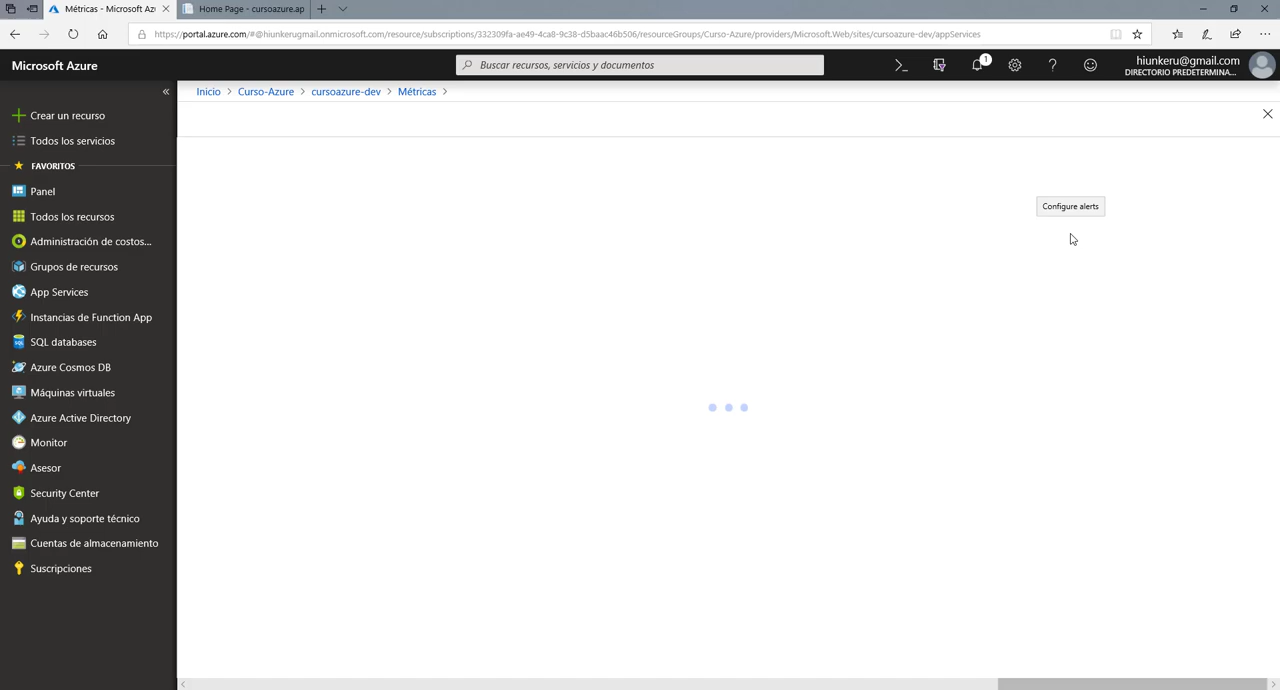 Métricas - Microsoft Azu
Home Page - cursoazure.ap
https://portal.azure.com/#@hiunkerugmail.onmicrosoft.com/resource/subscriptions/332309fa-ae49-4ca8-9c38-d5baac46b506/resourceGroups/Curso-Azure/providers/Microsoft.Web/sites/cursoazure-dev/appServices
Microsoft Azure
Buscar recursos, servicios y documentos
1
hiunkeru@gmail.com
DIRECTORIO PREDETERMINA...
Inicio > Curso-Azure > cursoazure-dev > Métricas >
Crear un recurso
Todos los servicios
FAVORITOS
Panel
Todos los recursos
Administración de costos...
Grupos de recursos
App Services
Instancias de Function App
SQL databases
Azure Cosmos DB
Máquinas virtuales
Azure Active Directory
Monitor
Asesor
Security Center
Ayuda y soporte técnico
Cuentas de almacenamiento
Suscripciones
Configure alerts